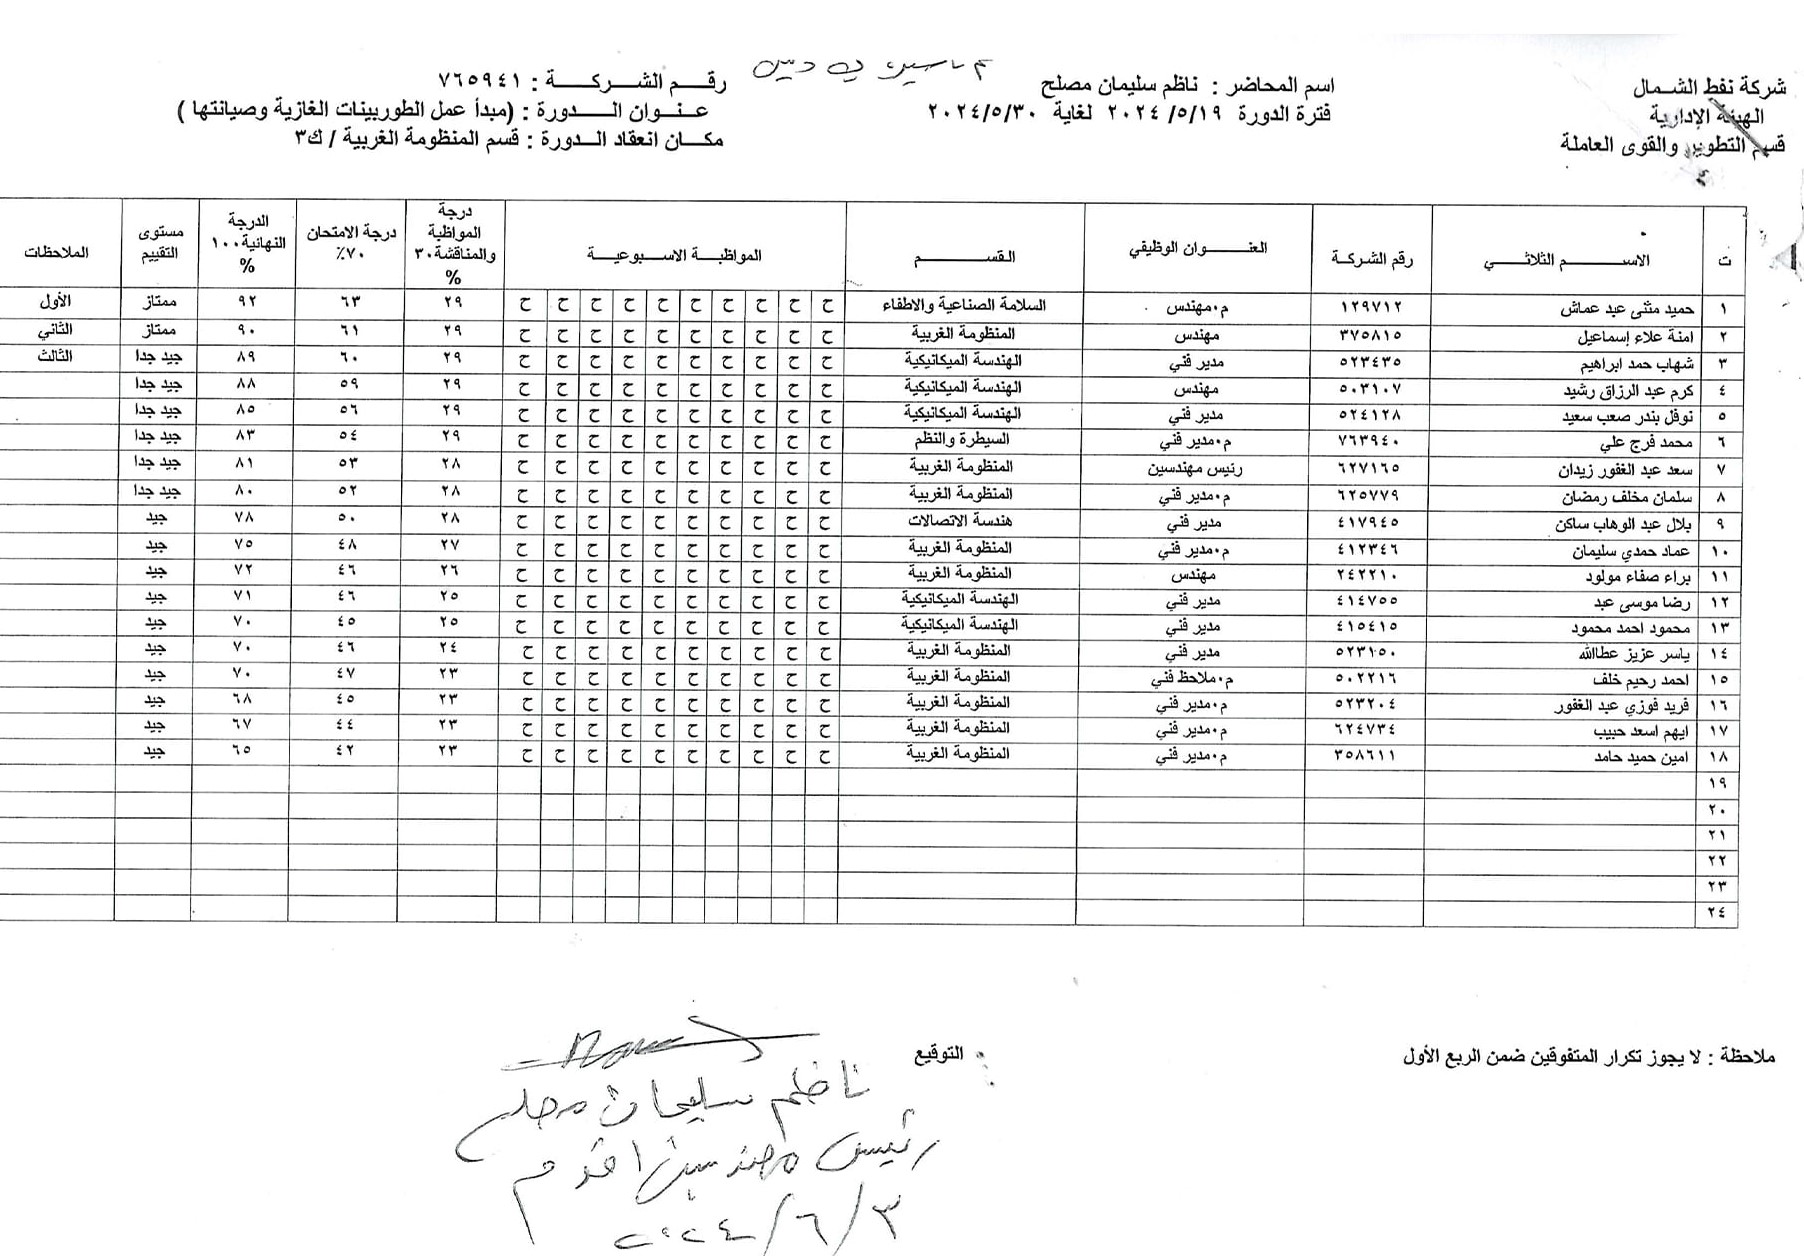 شركة نفط الشمال
الهيئة الإدارية
قسم التطوير والقوى العاملة
اسم المحاضر : ناظم سليمان مصلح
فترة الدورة ٢٠٢٤/٥/١٩ لغاية ٢٠٢٤/٥/٣٠
رقم الشركة : ٧٦٥٩٤١
عنوان الدورة : (مبدأ عمل الطوربينات الغازية وصيانتها )
مكان انعقاد الدورة : قسم المنظومة الغربية / ك٣
ت الاسم الثلاثي رقم الشركة العنوان الوظيفي القسم المواظبة الاسبوعية درجة المواظبة والمناقشة ٣٠% درجة الامتحان ٧٠٪ الدرجة النهائية ١٠٠% مستوى التقييم الملاحظات
١ حميد مثنى عبد عماش ١٢٩٧١٢ م.مهندس السلامة الصناعية والاطفاء ح ح ح ح ح ح ح ح ح ح ٢٩ ٦٣ ٩٢ ممتاز الأول
٢ امنة علاء إسماعيل ٣٧٥٨١٥ مهندس المنظومة الغربية ح ح ح ح ح ح ح ح ح ح ٢٩ ٦١ ٩٠ ممتاز الثاني
٣ شهاب حمد ابراهيم ٥٢٣٤٣٥ مدير فني الهندسة الميكانيكية ح ح ح ح ح ح ح ح ح ح ٢٩ ٦٠ ٨٩ جيد جدا الثالث
٤ كرم عبد الرزاق رشيد ٥٠٣١٠٧ مهندس الهندسة الميكانيكية ح ح ح ح ح ح ح ح ح ح ٢٩ ٥٩ ٨٨ جيد جدا
٥ نوفل بندر صعب سعيد ٥٢٤١٢٨ مدير فني الهندسة الميكانيكية ح ح ح ح ح ح ح ح ح ح ٢٩ ٥٦ ٨٥ جيد جدا
٦ محمد فرج علي ٧٦٣٩٤٠ م.مدير فني السيطرة والنظم ح ح ح ح ح ح ح ح ح ح ٢٩ ٥٤ ٨٣ جيد جدا
٧ سعد عبد الغفور زيدان ٦٢٧١٦٥ رئيس مهندسين المنظومة الغربية ح ح ح ح ح ح ح ح ح ح ٢٨ ٥٣ ٨١ جيد جدا
٨ سلمان مخلف رمضان ٦٢٥٧٧٩ م.مدير فني المنظومة الغربية ح ح ح ح ح ح ح ح ح ح ٢٨ ٥٢ ٨٠ جيد جدا
٩ بلال عبد الوهاب ساكن ٤١٧٩٤٥ مدير فني هندسة الاتصالات ح ح ح ح ح ح ح ح ح ح ٢٨ ٥٠ ٧٨ جيد
١٠ عماد حمدي سليمان ٤١٢٣٤٦ م.مدير فني المنظومة الغربية ح ح ح ح ح ح ح ح ح ح ٢٧ ٤٨ ٧٥ جيد
١١ براء صفاء مولود ٢٤٢٢١٠ مهندس المنظومة الغربية ح ح ح ح ح ح ح ح ح ح ٢٦ ٤٦ ٧٢ جيد
١٢ رضا موسى عبد ٤١٤٧٥٥ مدير فني الهندسة الميكانيكية ح ح ح ح ح ح ح ح ح ح ٢٥ ٤٦ ٧١ جيد
١٣ محمود احمد محمود ٤١٥٤١٥ مدير فني الهندسة الميكانيكية ح ح ح ح ح ح ح ح ح ح ٢٥ ٤٥ ٧٠ جيد
١٤ ياسر عزيز عطاالله ٥٢٣١٥٠ مدير فني المنظومة الغربية ح ح ح ح ح ح ح ح ح ح ٢٤ ٤٦ ٧٠ جيد
١٥ احمد رحيم خلف ٥٠٢٢١٦ م.ملاحظ فني المنظومة الغربية ح ح ح ح ح ح ح ح ح ح ٢٣ ٤٧ ٧٠ جيد
١٦ فريد فوزي عبد الغفور ٥٢٣٢٠٤ م.مدير فني المنظومة الغربية ح ح ح ح ح ح ح ح ح ح ٢٣ ٤٥ ٦٨ جيد
١٧ ايهم اسعد حبيب ٦٢٤٧٣٤ م.مدير فني المنظومة الغربية ح ح ح ح ح ح ح ح ح ح ٢٣ ٤٤ ٦٧ جيد
١٨ امين حميد حامد ٣٥٨٦١١ م.مدير فني المنظومة الغربية ح ح ح ح ح ح ح ح ح ح ٢٣ ٤٢ ٦٥ جيد
١٩
٢٠
٢١
٢٢
٢٣
٢٤
ملاحظة : لا يجوز تكرار المتفوقين ضمن الربع الأول
التوقيع :
ناظم سليمان مصلح
رئيس مهندسين اقدم
٢٠٢٤/٦/٣